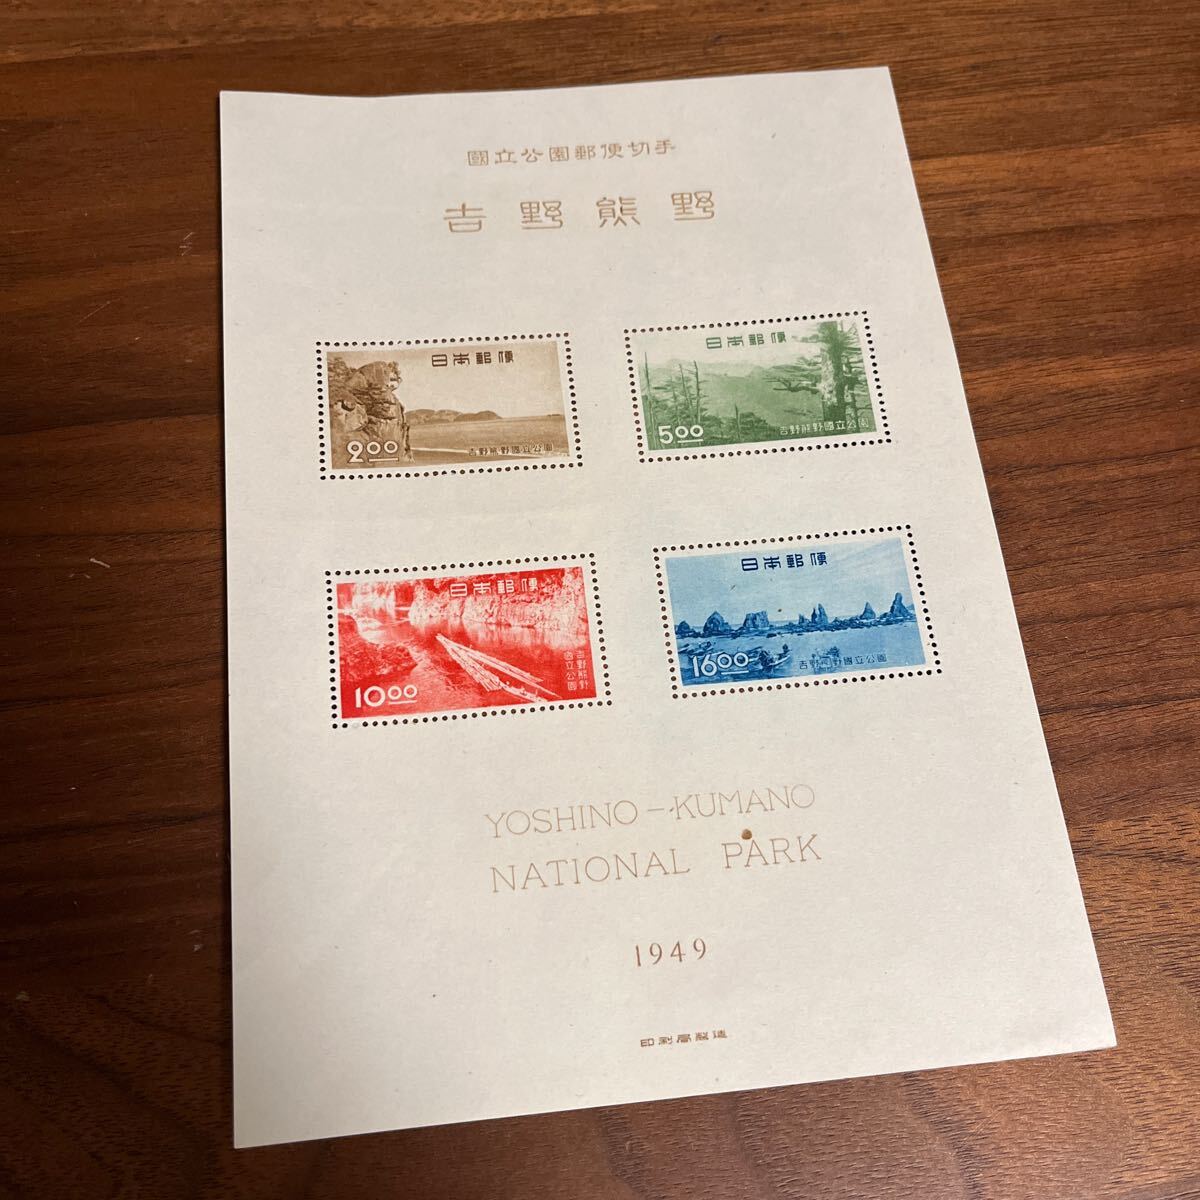 國立公園郵便切手
吉野熊野
日本郵便
2.00
吉野熊野國立公園
日本郵便
5.00
吉野熊野國立公園
日本郵便
吉野熊野
國立公園
10.00
日本郵便
16.00
吉野熊野國立公園
YOSHINO-KUMANO
NATIONAL PARK
1949
印刷局製造